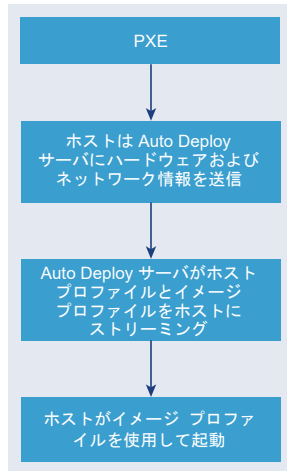 PXE
ホストは Auto Deploy
サーバにハードウェアおよび
ネットワーク情報を送信
Auto Deploy サーバがホスト
プロファイルとイメージ
プロファイルをホストに
ストリーミング
ホストがイメージ プロファ
イルを使用して起動